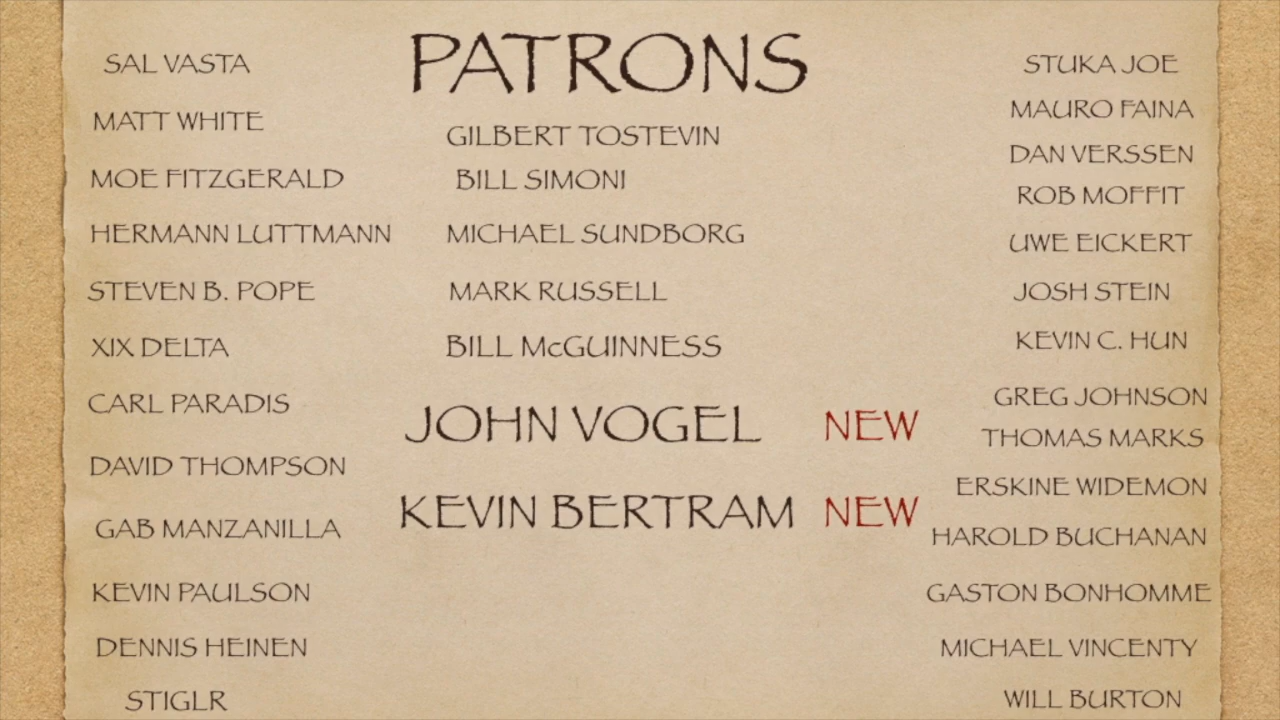 PATRONS
SAL VASTA
MATT WHITE
MOE FITZGERALD
HERMANN LUTTMANN
STEVEN B. POPE
XIX DELTA
CARL PARADIS
DAVID THOMPSON
GAB MANZANILLA
KEVIN PAULSON
DENNIS HEINEN
STIGLR
GILBERT TOSTEVIN
BILL SIMONI
MICHAEL SUNDBORG
MARK RUSSELL
BILL McGUINNESS
JOHN VOGEL NEW
KEVIN BERTRAM NEW
STUKA JOE
MAURO FAINA
DAN VERSSEN
ROB MOFFIT
UWE EICKERT
JOSH STEIN
KEVIN C. HUN
GREG JOHNSON
THOMAS MARKS
ERSKINE WIDEMON
HAROLD BUCHANAN
GASTON BONHOMME
MICHAEL VINCENTY
WILL BURTON